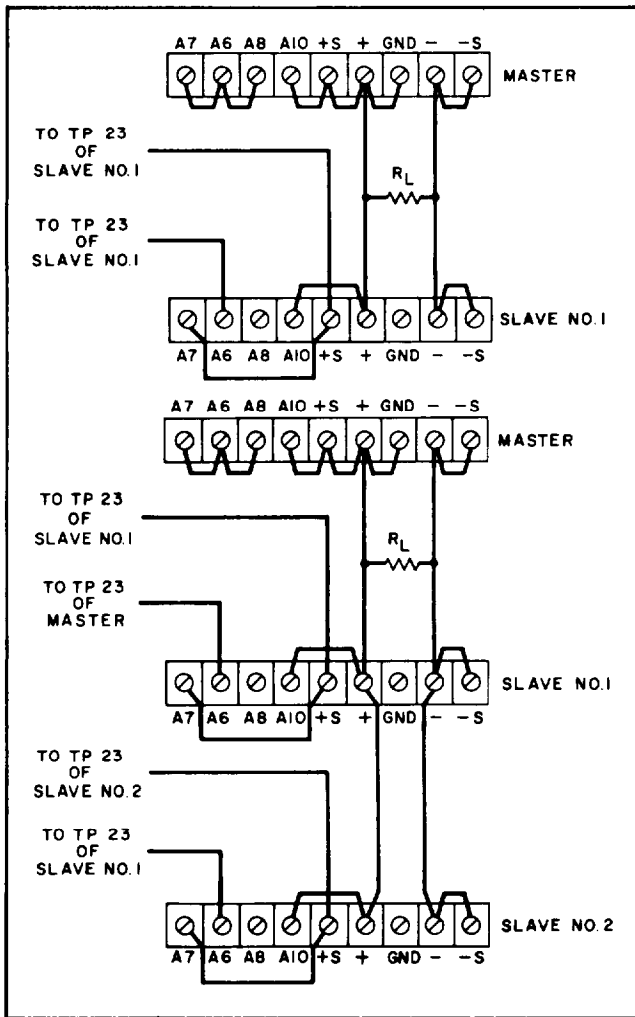 A7 A6 A8 A10 +S + GND - -S
MASTER
TO TP 23
OF
SLAVE NO.1
RL
TO TP 23
OF
SLAVE NO.1
SLAVE NO.1
A7 A6 A8 A10 +S + GND - -S
A7 A6 A8 A10 +S + GND - -S
MASTER
TO TP 23
OF
SLAVE NO.1
RL
TO TP 23
OF
MASTER
SLAVE NO.1
A7 A6 A8 A10 +S + GND - -S
TO TP 23
OF
SLAVE NO.2
TO TP 23
OF
SLAVE NO.1
SLAVE NO.2
A7 A6 A8 A10 +S + GND - -S